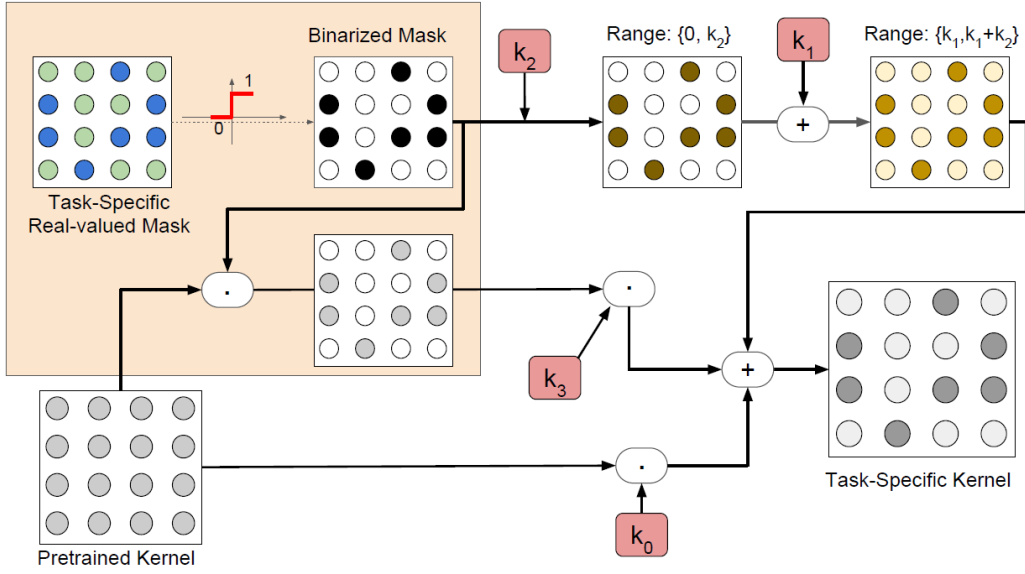 Binarized Mask
k2
Range: {0, k2}
k1
Range: {k1,k1+k2}
1
0
+
Task-Specific
Real-valued Mask
.
.
k3
+
.
Task-Specific Kernel
k0
Pretrained Kernel